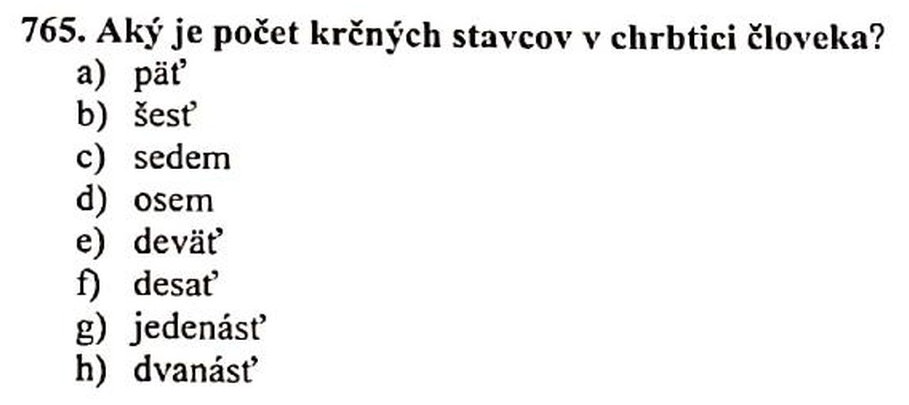 765. Aký je počet krčných stavcov v chrbtici človeka?
a) päť
b) šesť
c) sedem
d) osem
e) deväť
f) desať
g) jedenásť
h) dvanásť